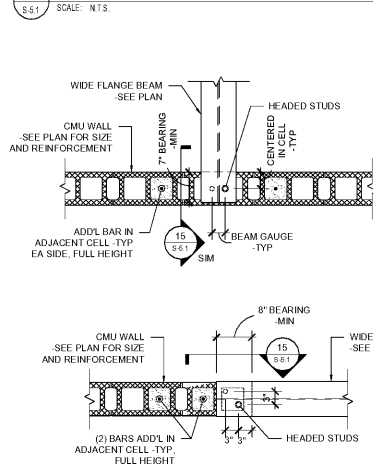 S-5.1
SCALE: N.T.S.
WIDE FLANGE BEAM
-SEE PLAN
HEADED STUDS
CMU WALL
-SEE PLAN FOR SIZE
AND REINFORCEMENT
7" BEARING
-MIN
CENTERED
IN CELL
-TYP
ADD'L BAR IN
ADJACENT CELL -TYP
EA SIDE, FULL HEIGHT
15
S-5.1
SIM
BEAM GAUGE
-TYP
8" BEARING
-MIN
CMU WALL
-SEE PLAN FOR SIZE
AND REINFORCEMENT
15
S-5.1
WIDE
-SEE
3"
3" 3"
HEADED STUDS
(2) BARS ADD'L IN
ADJACENT CELL -TYP,
FULL HEIGHT